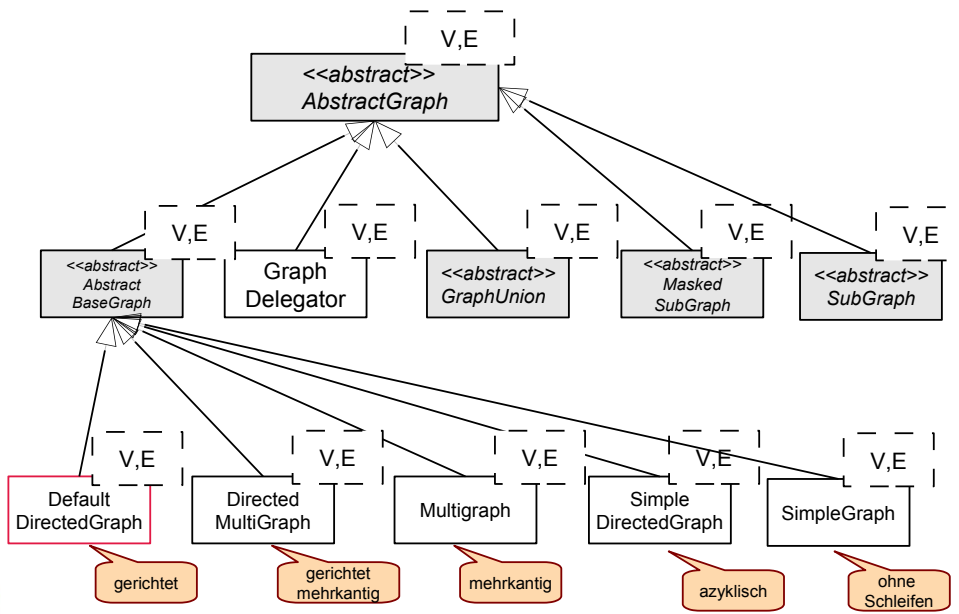 V,E
<<abstract>>
AbstractGraph
V,E
<<abstract>>
Abstract
BaseGraph
V,E
Graph
Delegator
V,E
<<abstract>>
GraphUnion
V,E
<<abstract>>
Masked
SubGraph
V,E
<<abstract>>
SubGraph
V,E
Default
DirectedGraph
V,E
Directed
MultiGraph
V,E
Multigraph
V,E
Simple
DirectedGraph
V,E
SimpleGraph
gerichtet
gerichtet
mehrkantig
mehrkantig
azyklisch
ohne
Schleifen